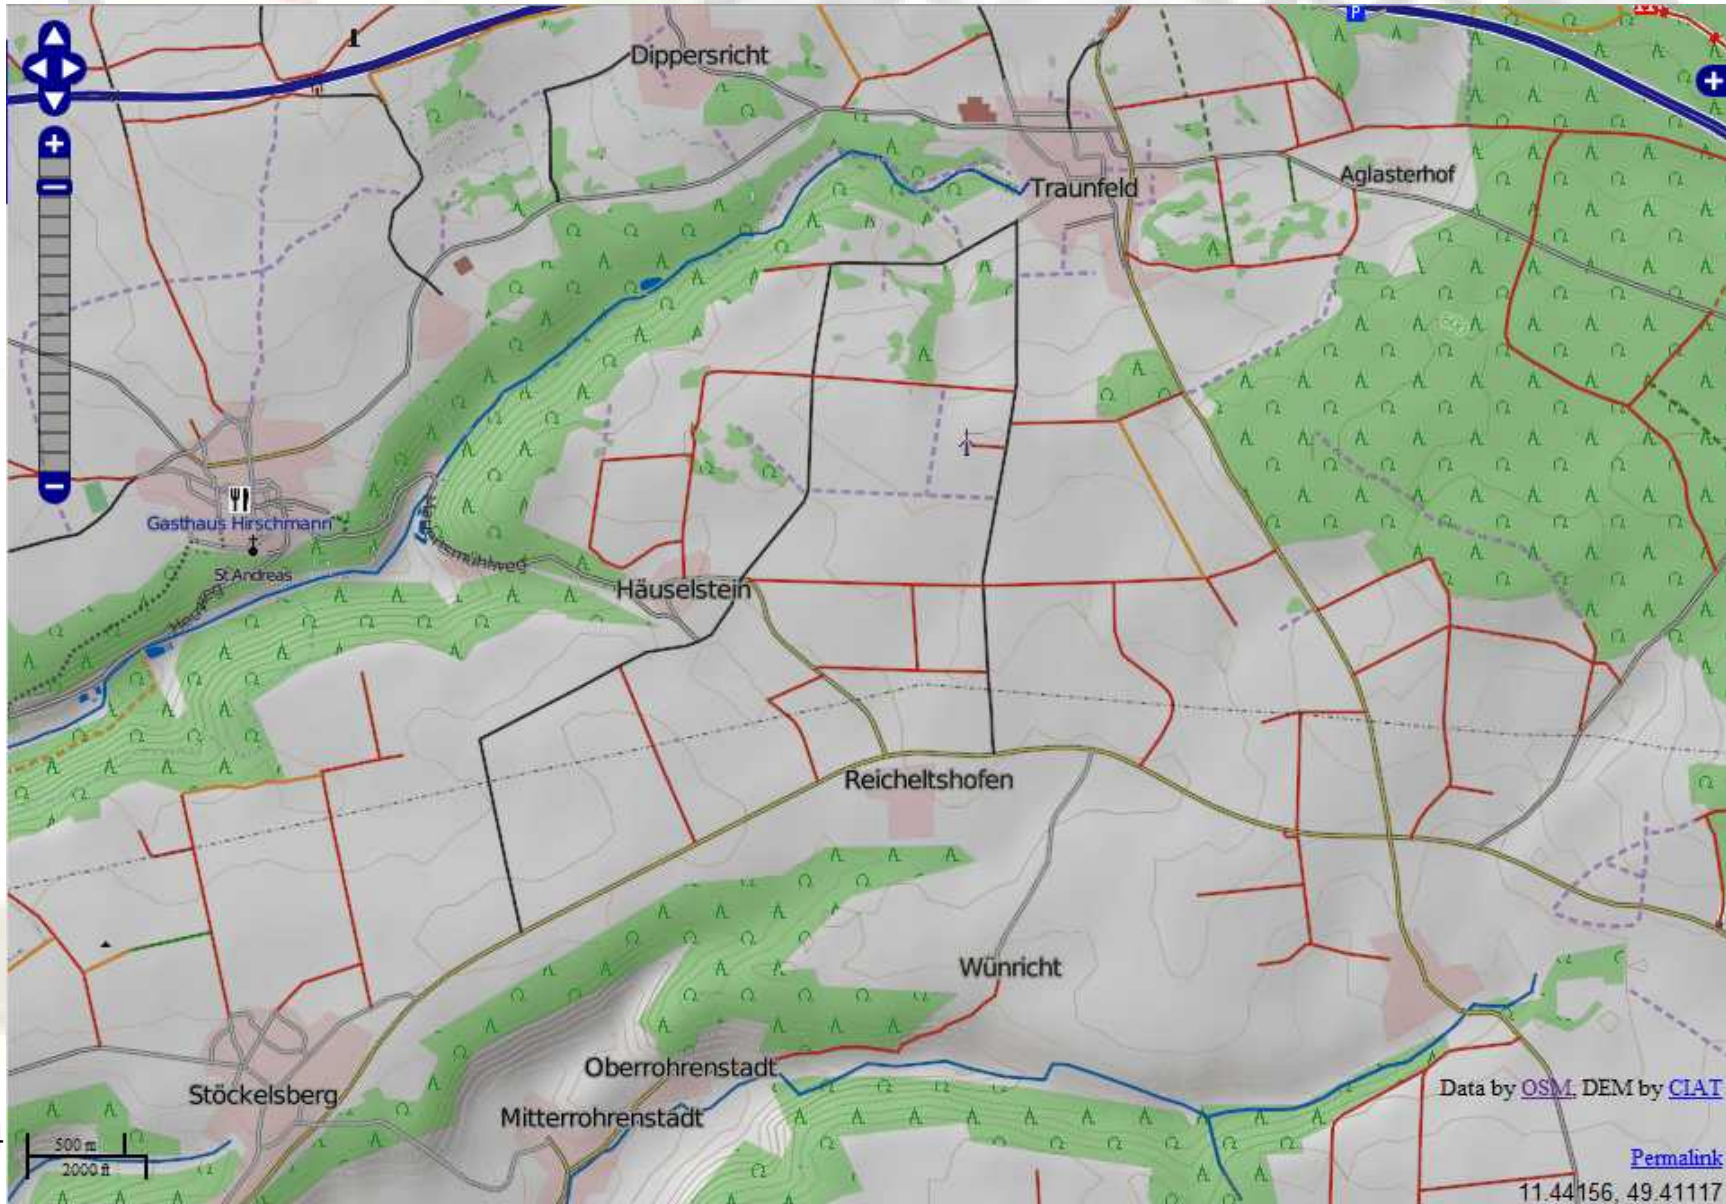 P
Dippersricht
Traunfeld
Aglasterhof
Gasthaus Hirschmann
St Andreas
Häuselstein
Reicheltshofen
Wünricht
Oberrohrenstadt
Stöckelsberg
Mitterrohrenstadt
Data by OSM, DEM by CIAT
500 m
2000 ft
Permalink
11.44156, 49.41117